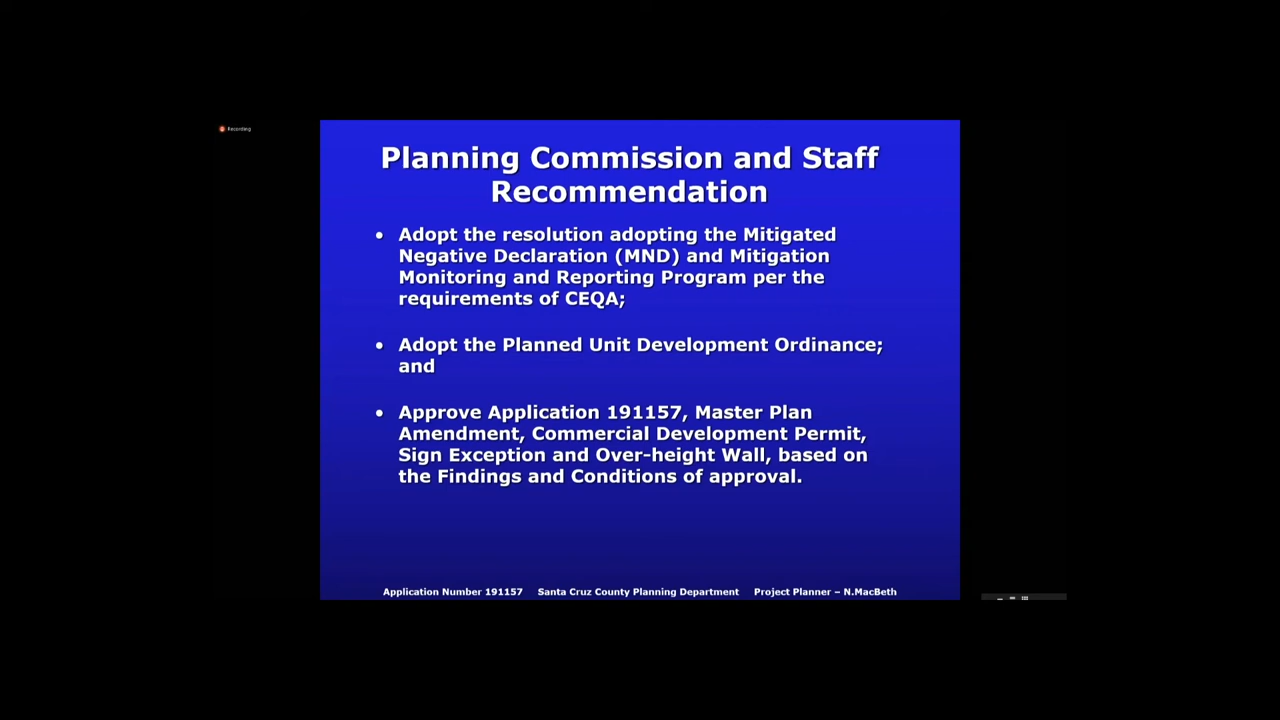 Recording
Planning Commission and Staff
Recommendation
• Adopt the resolution adopting the Mitigated
Negative Declaration (MND) and Mitigation
Monitoring and Reporting Program per the
requirements of CEQA;
• Adopt the Planned Unit Development Ordinance;
and
• Approve Application 191157, Master Plan
Amendment, Commercial Development Permit,
Sign Exception and Over-height Wall, based on
the Findings and Conditions of approval.
Application Number 191157 Santa Cruz County Planning Department Project Planner – N.MacBeth